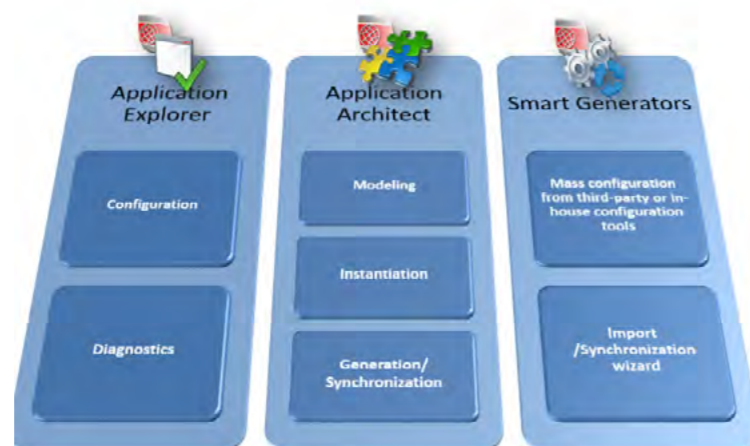 Application
Explorer
Configuration
Diagnostics
Application
Architect
Modeling
Instantiation
Generation/
Synchronization
Smart Generators
Mass configuration
from third-party or in-
house configuration
tools
Import
/Synchronization
wizard